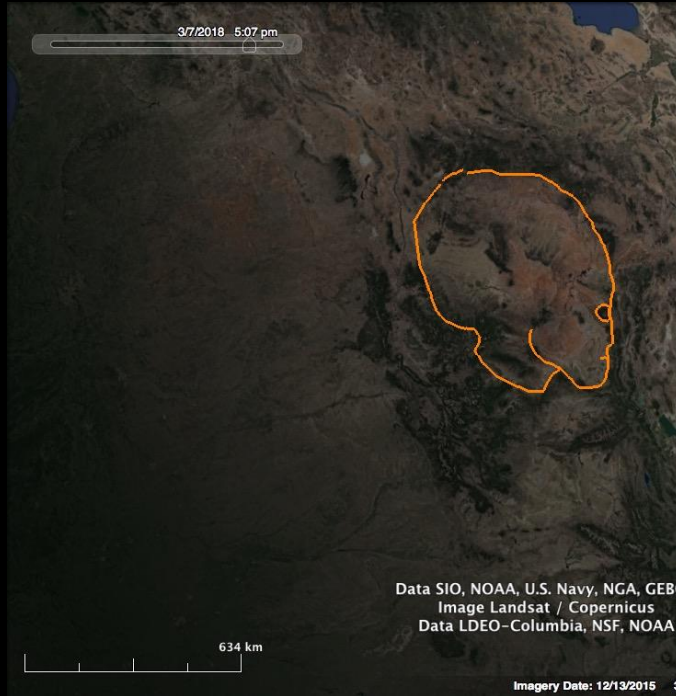 3/7/2018 5:07 pm
Data SIO, NOAA, U.S. Navy, NGA, GEB
Image Landsat / Copernicus
Data LDEO-Columbia, NSF, NOAA
634 km
Imagery Date: 12/13/2015